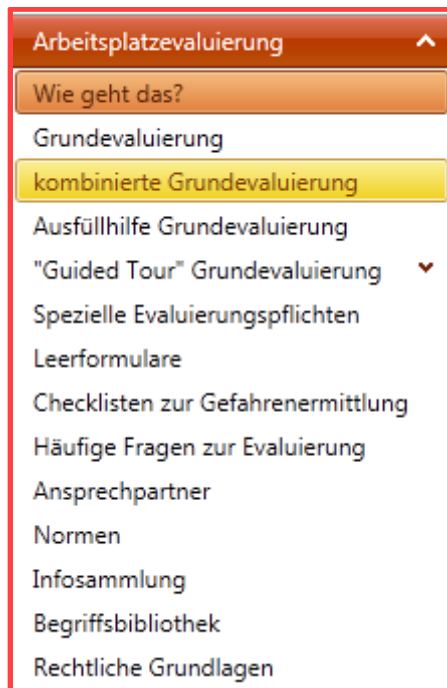 Arbeitsplatzevaluierung
Wie geht das?
Grundevaluierung
kombinierte Grundevaluierung
Ausfüllhilfe Grundevaluierung
"Guided Tour" Grundevaluierung
Spezielle Evaluierungspflichten
Leerformulare
Checklisten zur Gefahrenermittlung
Häufige Fragen zur Evaluierung
Ansprechpartner
Normen
Infosammlung
Begriffsbibliothek
Rechtliche Grundlagen